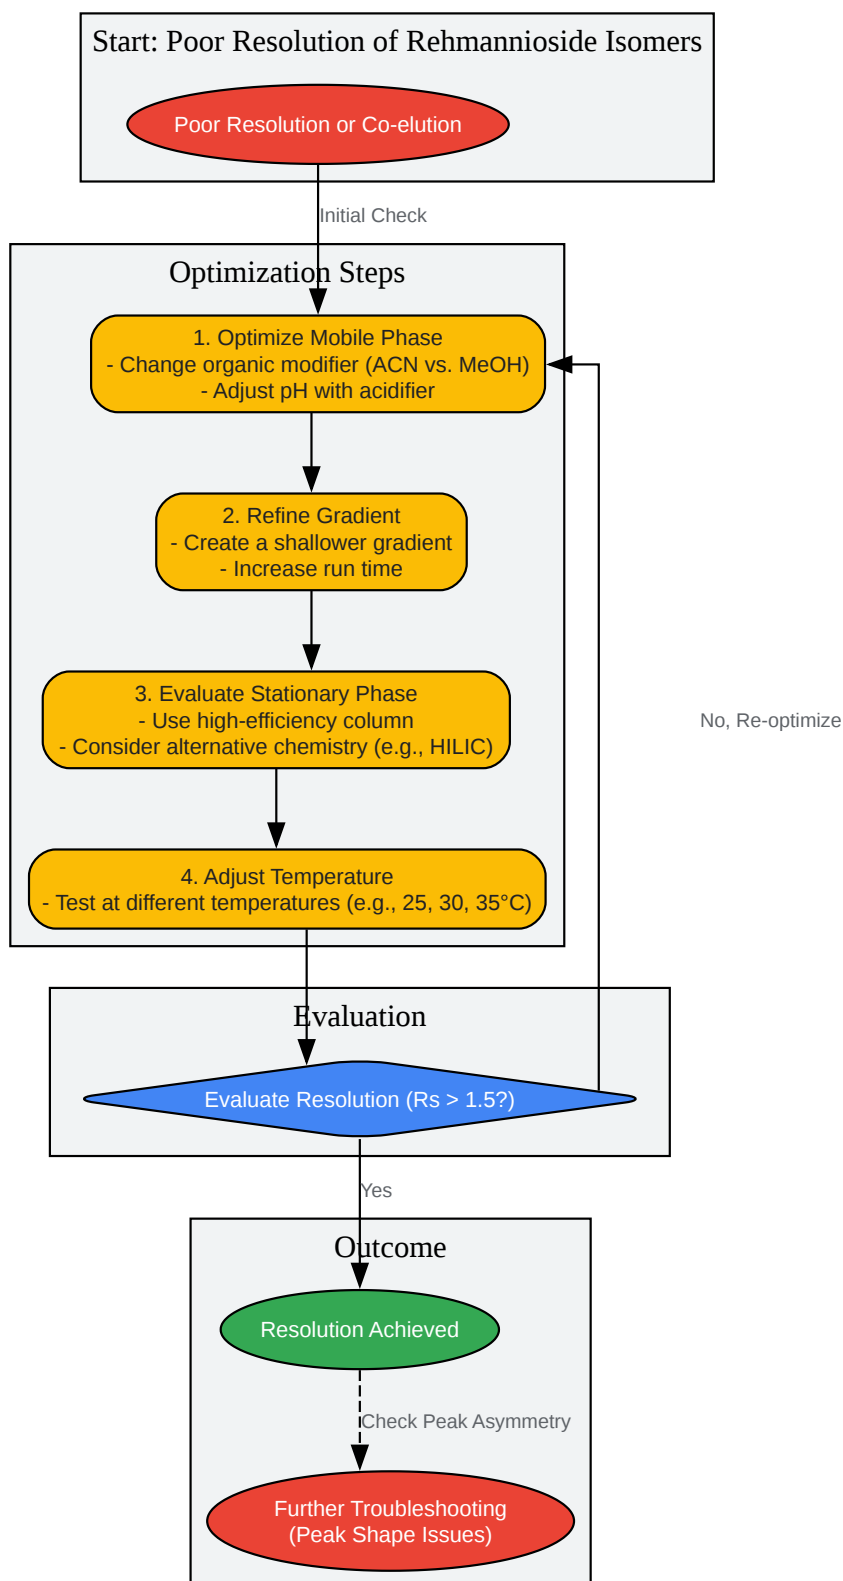 Start: Poor Resolution of Rehmannioside Isomers
Poor Resolution or Co-elution
Initial Check
Optimization Steps
1. Optimize Mobile Phase
- Change organic modifier (ACN vs. MeOH)
- Adjust pH with acidifier
2. Refine Gradient
- Create a shallower gradient
- Increase run time
3. Evaluate Stationary Phase
- Use high-efficiency column
- Consider alternative chemistry (e.g., HILIC)
No, Re-optimize
4. Adjust Temperature
- Test at different temperatures (e.g., 25, 30, 35°C)
Evaluation
Evaluate Resolution (Rs > 1.5?)
Yes
Outcome
Resolution Achieved
Check Peak Asymmetry
Further Troubleshooting
(Peak Shape Issues)